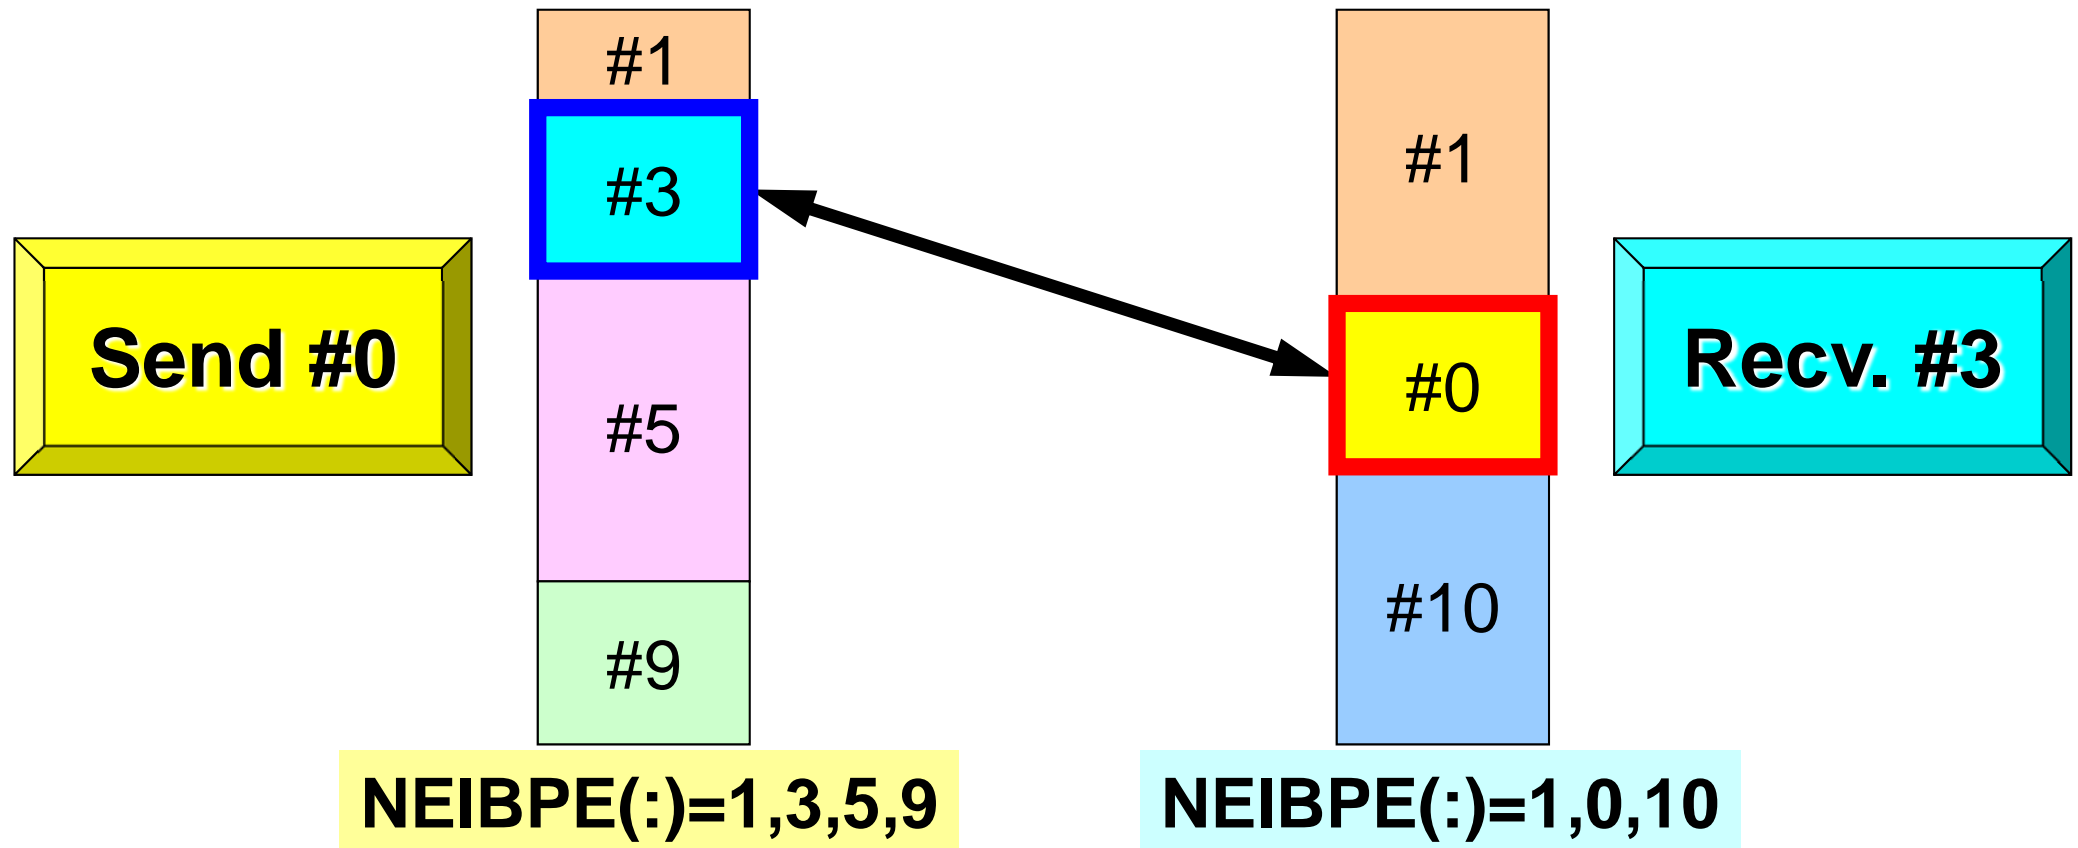 Send #0
#1
#3
#5
#9
NEIBPE(:)=1,3,5,9
#1
#0
#10
NEIBPE(:)=1,0,10
Recv. #3